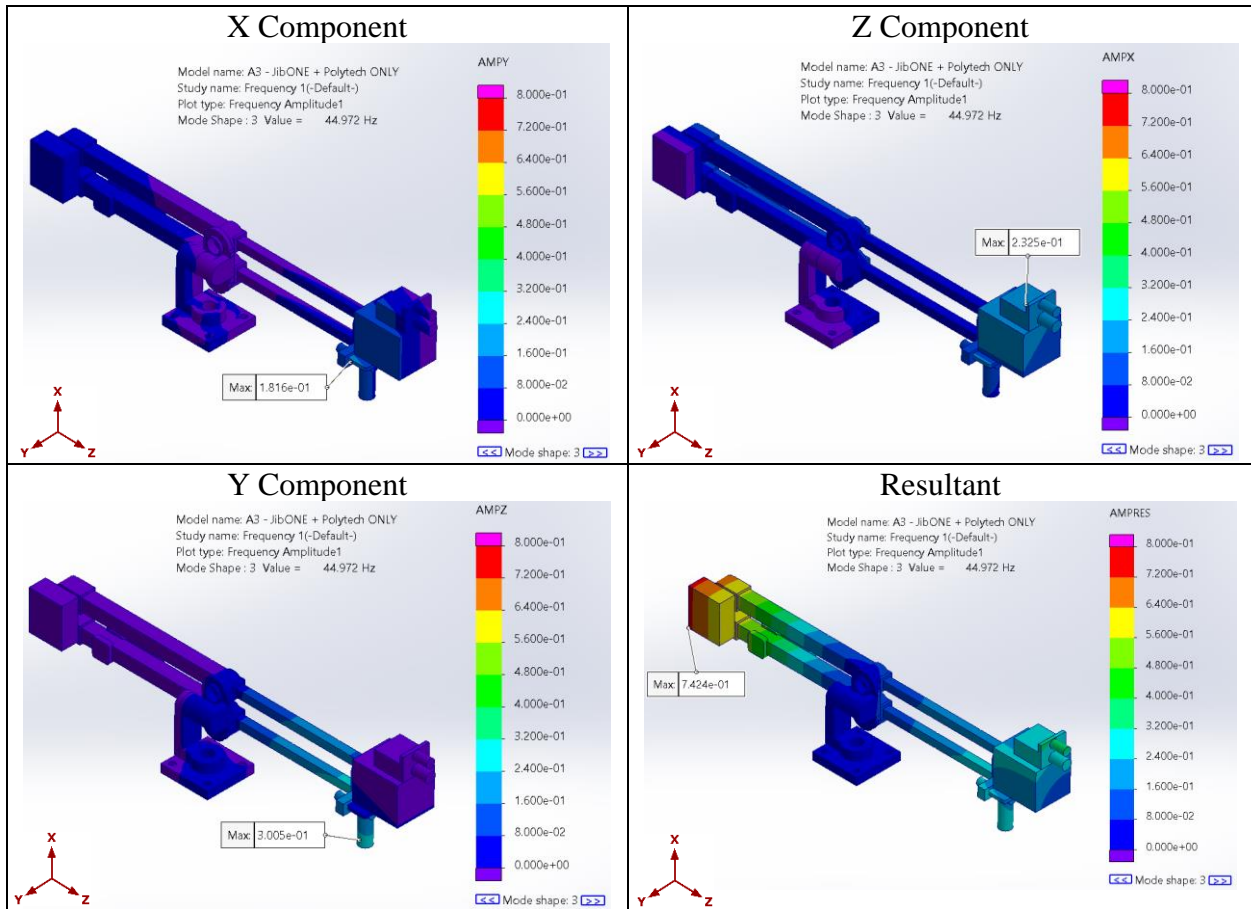 X Component
Model name: A3 - JibONE + Polytech ONLY
Study name: Frequency 1(-Default-)
Plot type: Frequency Amplitude1
Mode Shape : 3 Value = 44.972 Hz
AMPY
8.000e-01
7.200e-01
6.400e-01
5.600e-01
4.800e-01
4.000e-01
3.200e-01
2.400e-01
1.600e-01
8.000e-02
0.000e+00
Max: 1.816e-01
X
Y
Z
<< Mode shape: 3 >>
Z Component
Model name: A3 - JibONE + Polytech ONLY
Study name: Frequency 1(-Default-)
Plot type: Frequency Amplitude1
Mode Shape : 3 Value = 44.972 Hz
AMPX
8.000e-01
7.200e-01
6.400e-01
5.600e-01
4.800e-01
4.000e-01
3.200e-01
2.400e-01
1.600e-01
8.000e-02
0.000e+00
Max: 2.325e-01
X
Y
Z
<< Mode shape: 3 >>
Y Component
Model name: A3 - JibONE + Polytech ONLY
Study name: Frequency 1(-Default-)
Plot type: Frequency Amplitude1
Mode Shape : 3 Value = 44.972 Hz
AMPZ
8.000e-01
7.200e-01
6.400e-01
5.600e-01
4.800e-01
4.000e-01
3.200e-01
2.400e-01
1.600e-01
8.000e-02
0.000e+00
Max: 3.005e-01
X
Y
Z
<< Mode shape: 3 >>
Resultant
Model name: A3 - JibONE + Polytech ONLY
Study name: Frequency 1(-Default-)
Plot type: Frequency Amplitude1
Mode Shape : 3 Value = 44.972 Hz
AMPRES
8.000e-01
7.200e-01
6.400e-01
5.600e-01
4.800e-01
4.000e-01
3.200e-01
2.400e-01
1.600e-01
8.000e-02
0.000e+00
Max: 7.424e-01
X
Y
Z
<< Mode shape: 3 >>